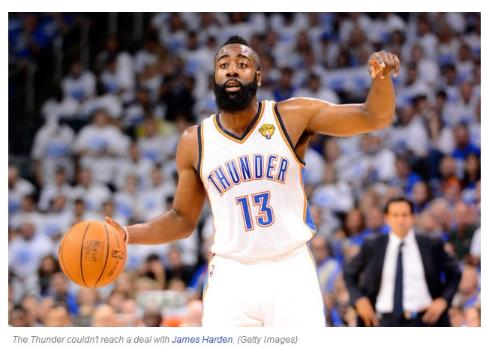 THUNDER
13
The Thunder couldn't reach a deal with James Harden. (Getty Images)